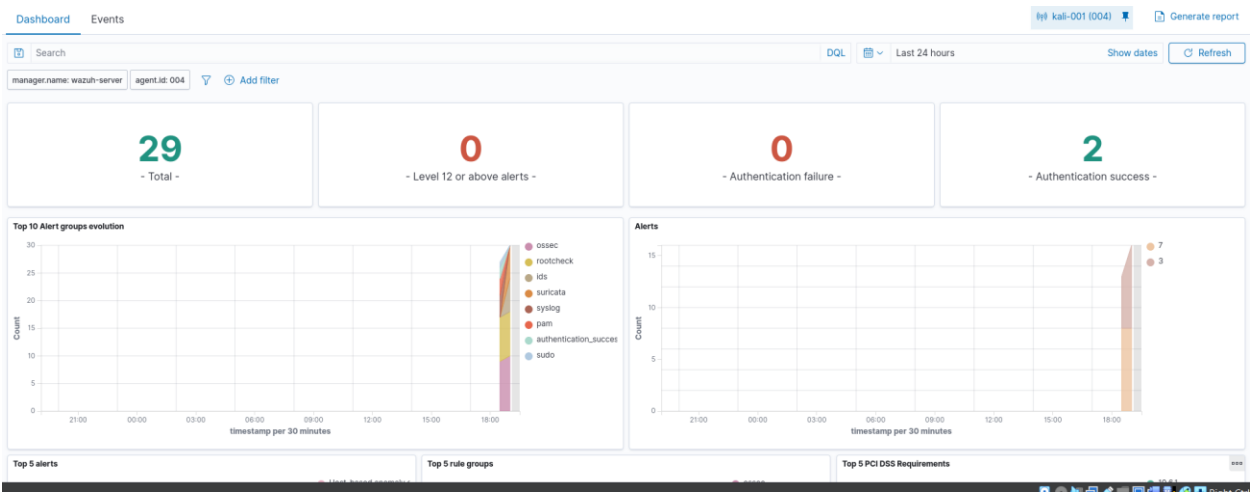 Dashboard Events kali-001 (004) Generate report
Search DQL Last 24 hours Show dates Refresh
manager.name: wazuh-server agent.id: 004 Add filter
29
- Total -
0
- Level 12 or above alerts -
0
- Authentication failure -
2
- Authentication success -
Top 10 Alert groups evolution
30
25
20
15
10
5
0
Count
21:00 00:00 03:00 06:00 09:00 12:00 15:00 18:00
timestamp per 30 minutes
ossec
rootcheck
ids
suricata
syslog
pam
authentication_succes
sudo
Alerts
15
10
5
0
Count
21:00 00:00 03:00 06:00 09:00 12:00 15:00 18:00
timestamp per 30 minutes
7
3
Top 5 alerts
Top 5 rule groups
Top 5 PCI DSS Requirements
Right Ctrl